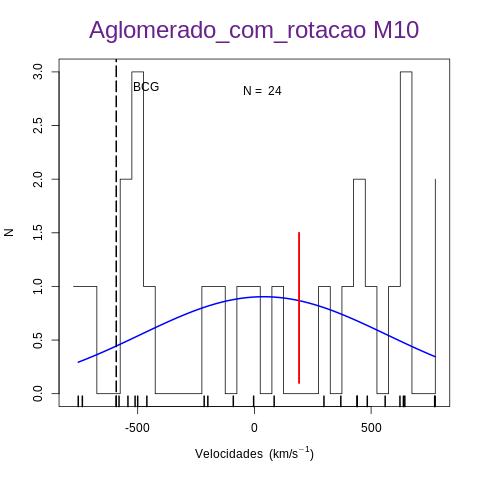 Aglomerado_com_rotacao M10
BCG
N = 24
N
0.0 0.5 1.0 1.5 2.0 2.5 3.0
-500 0 500
Velocidades (km/s⁻¹)